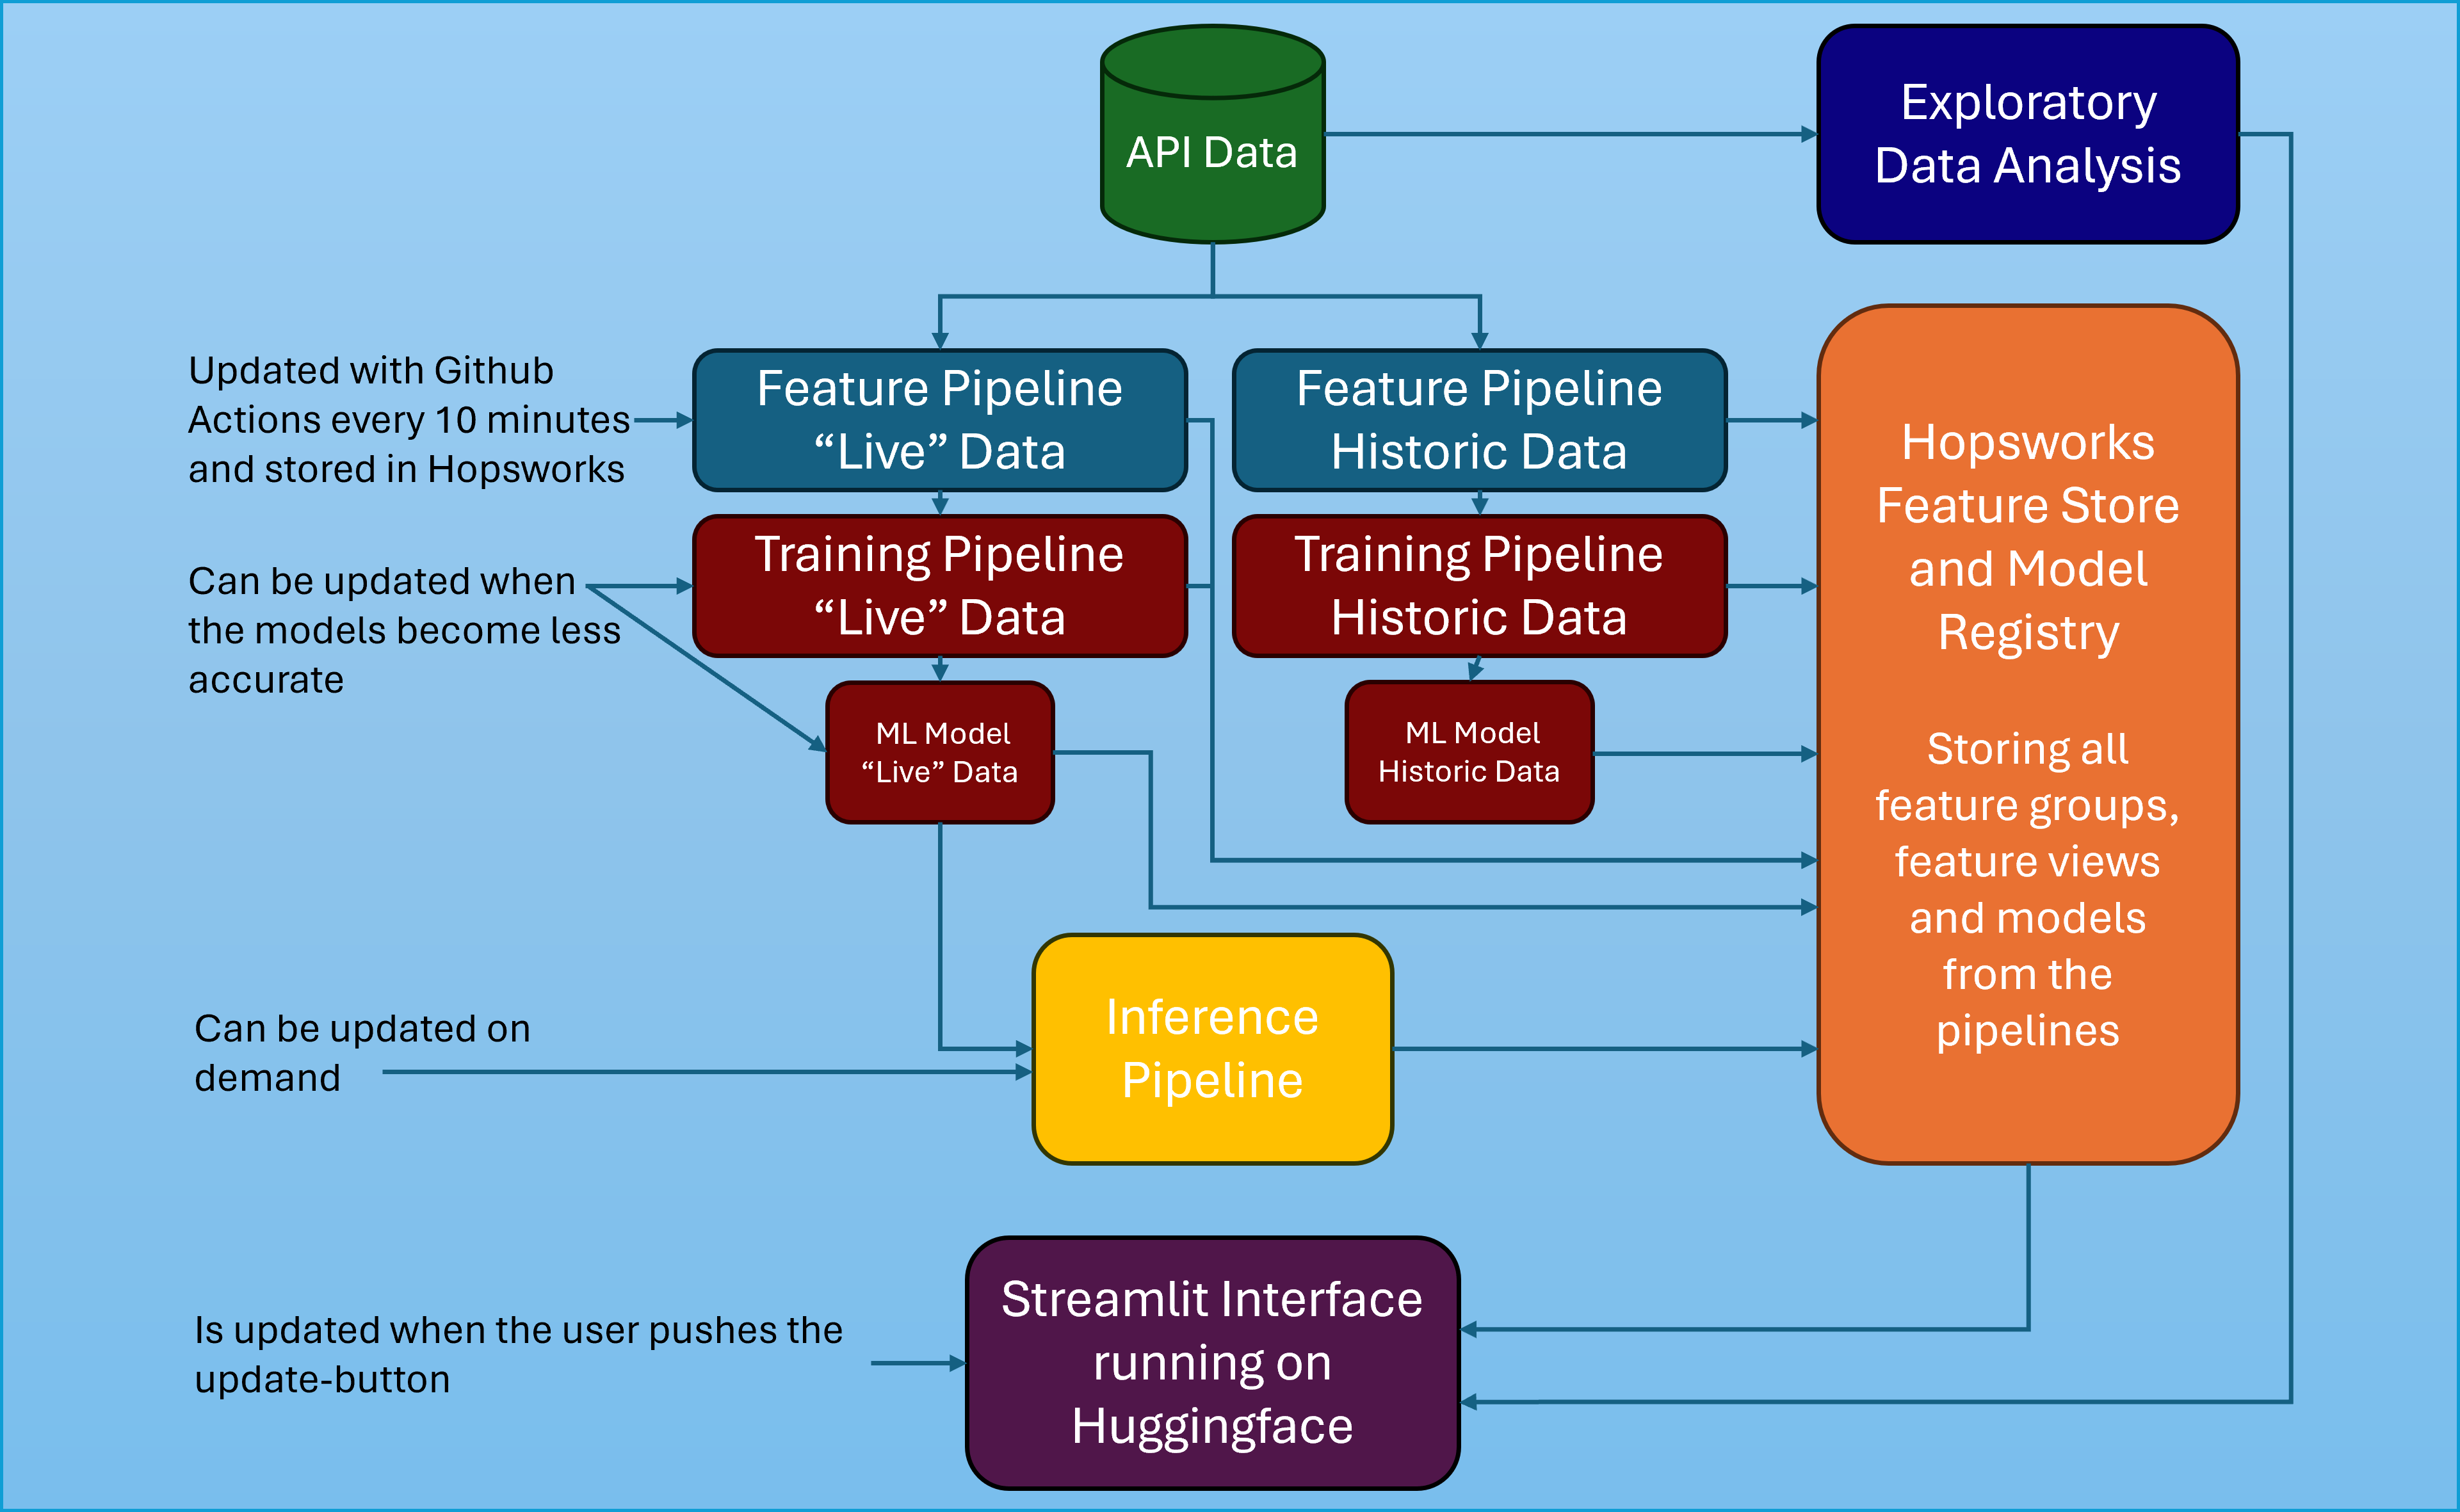 API Data
Exploratory
Data Analysis
Updated with Github
Actions every 10 minutes
and stored in Hopsworks
Feature Pipeline
“Live” Data
Feature Pipeline
Historic Data
Hopsworks
Feature Store
and Model
Registry
Storing all
feature groups,
feature views
and models
from the
pipelines
Can be updated when
the models become less
accurate
Training Pipeline
“Live” Data
Training Pipeline
Historic Data
ML Model
“Live” Data
ML Model
Historic Data
Can be updated on
demand
Inference
Pipeline
Is updated when the user pushes the
update-button
Streamlit Interface
running on
Huggingface